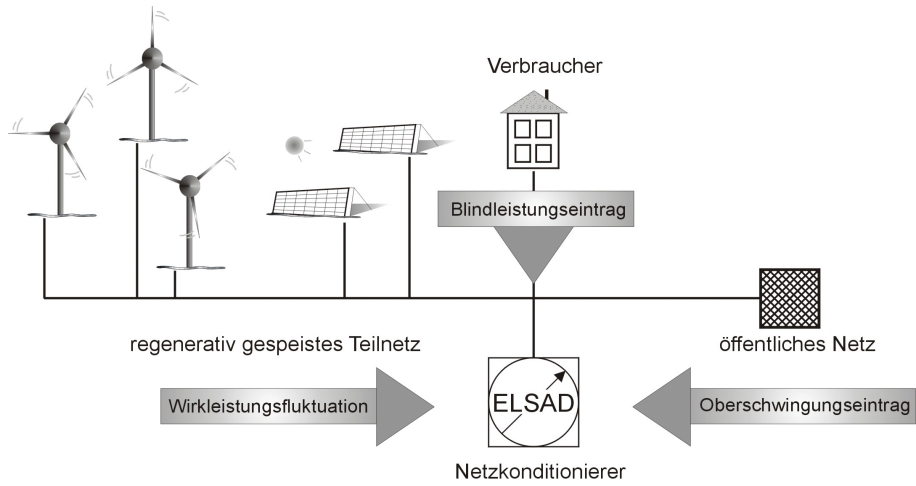 Verbraucher
Blindleistungseintrag
regenerativ gespeistes Teilnetz
öffentliches Netz
Wirkleistungsfluktuation
ELSAD
Oberschwingungseintrag
Netzkonditionierer